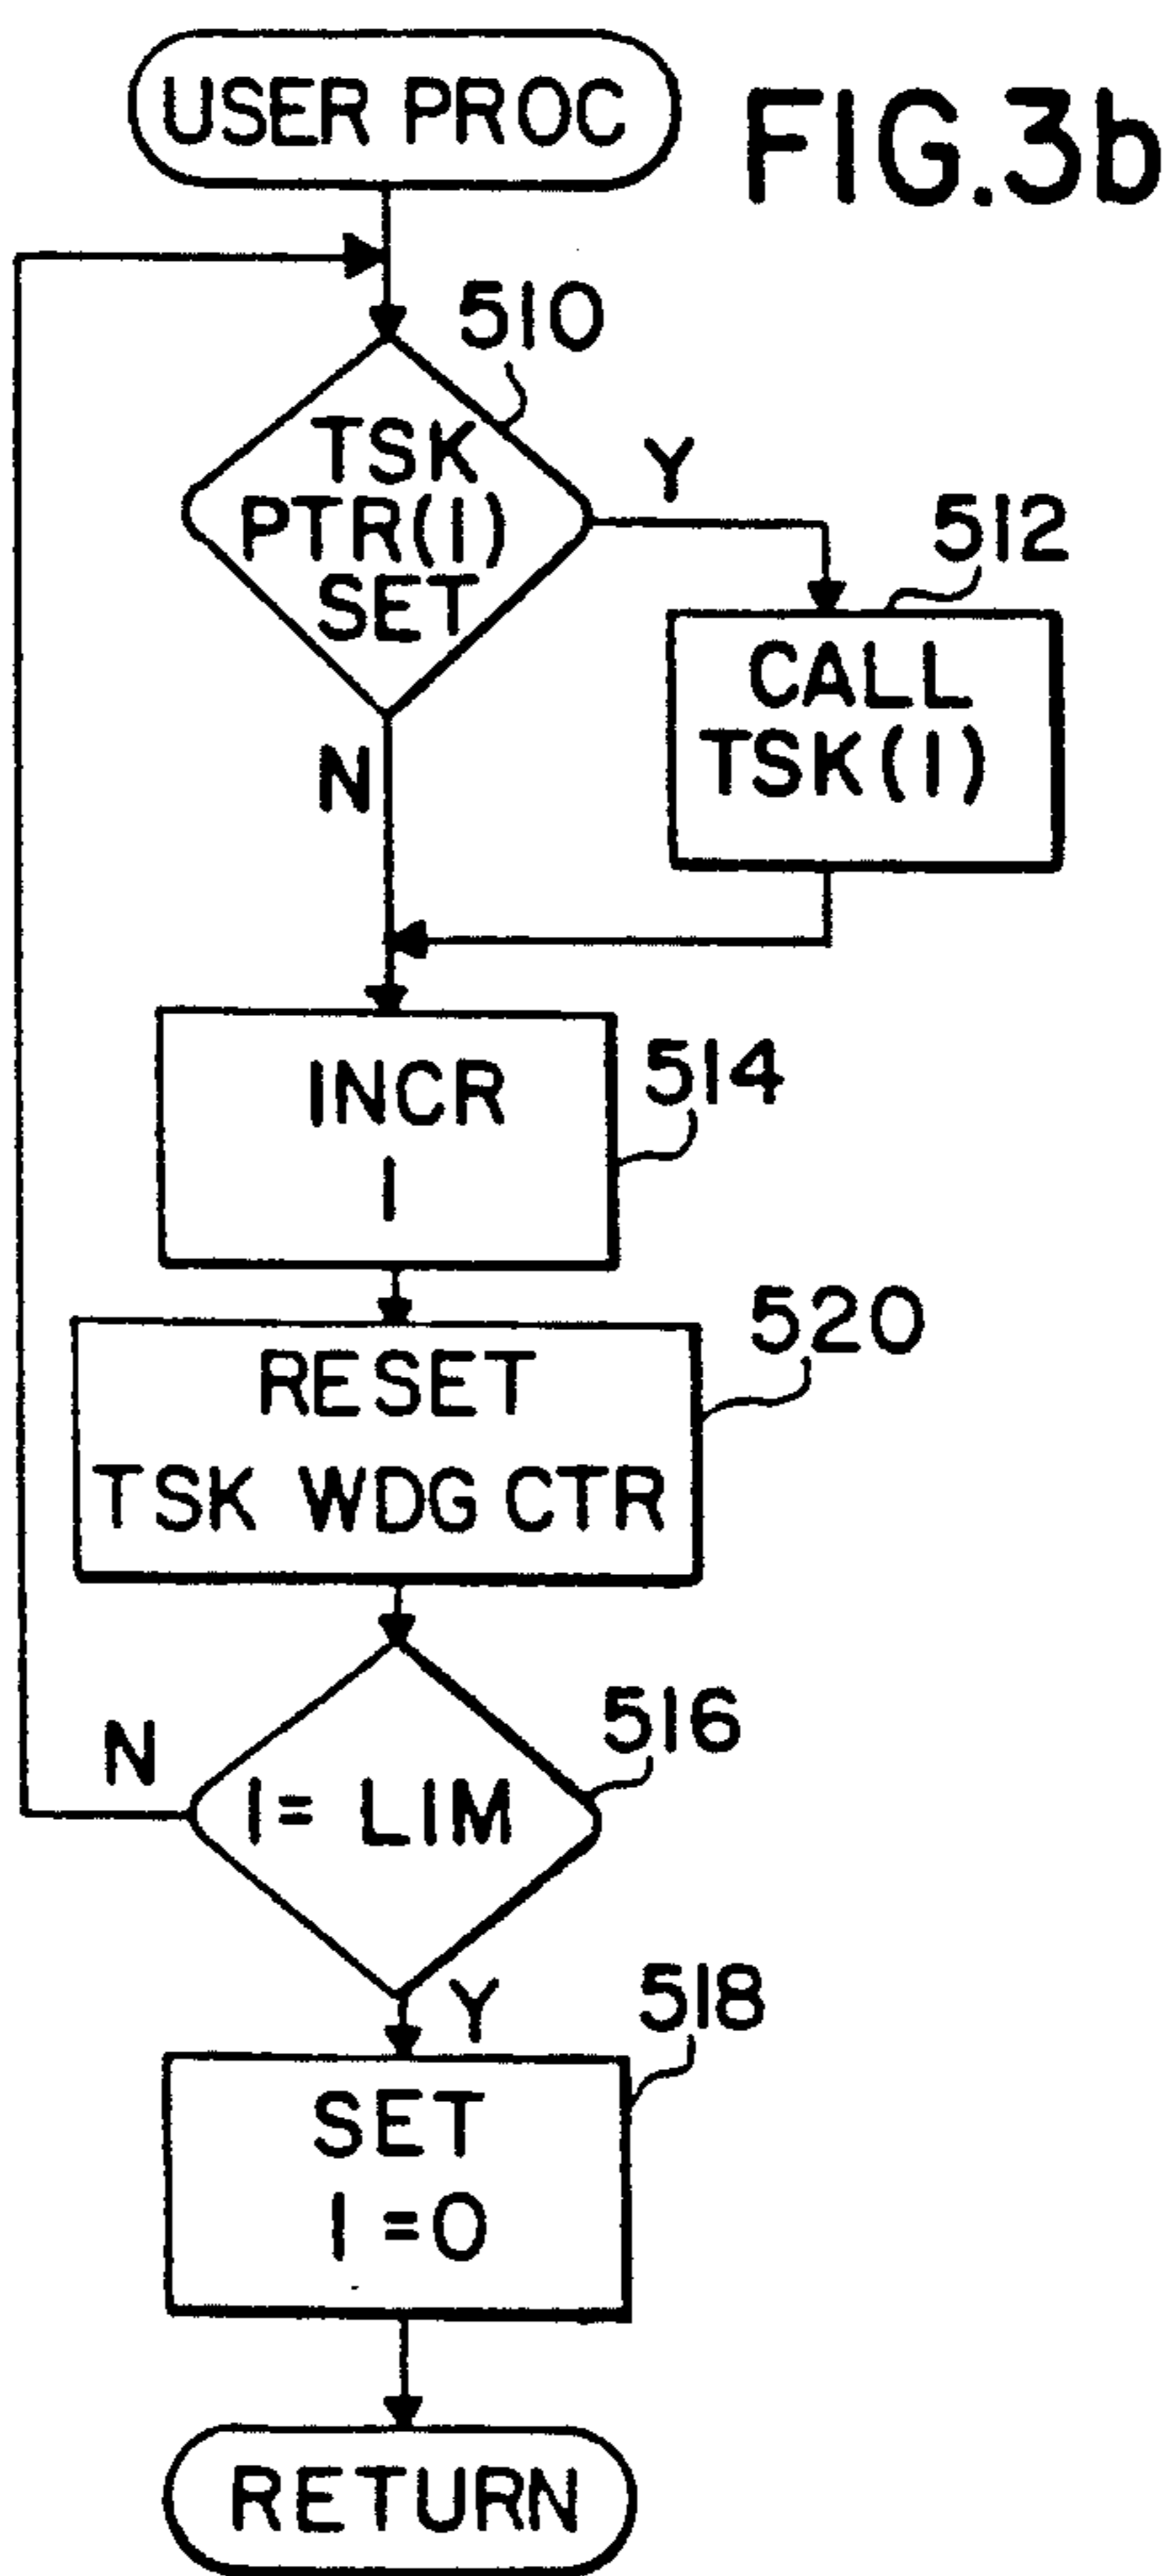 USER PROC
FIG.3b
510
TSK
PTR(I)
SET
Y
512
CALL
TSK(I)
N
INCR
I
514
RESET
TSK WDG CTR
520
N
I= LIM
516
Y
518
SET
I=0
RETURN